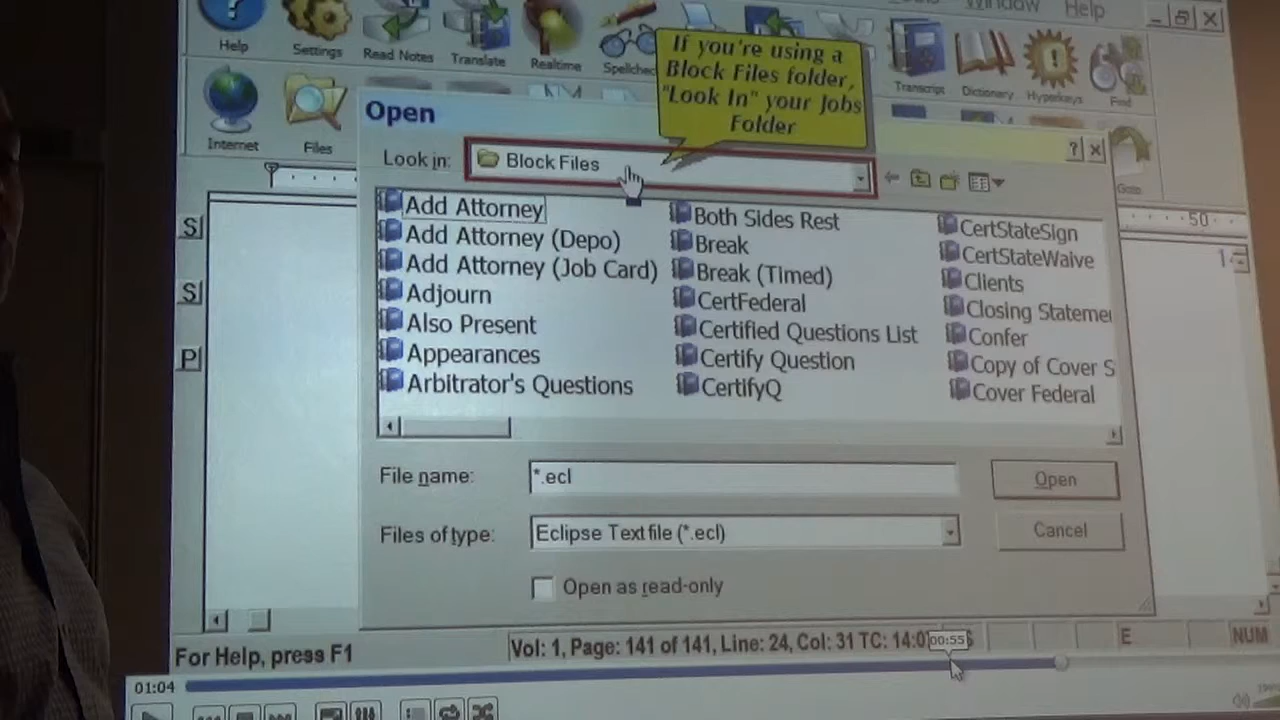 Window Help
Help Settings Read Notes Translate Realtime Transcript Dictionary Hyperkeys Find
Internet Files Goto
If you're using a
Block Files folder,
"Look In" your Jobs
Folder
Open
Look in: Block Files
50
S
S
P
Add Attorney
Add Attorney (Depo)
Add Attorney (Job Card)
Adjourn
Also Present
Appearances
Arbitrator's Questions
Both Sides Rest
Break
Break (Timed)
CertFederal
Certified Questions List
Certify Question
CertifyQ
CertStateSign
CertStateWaive
Clients
Closing Stateme
Confer
Copy of Cover S
Cover Federal
File name: *.ecl Open
Files of type: Eclipse Text file (*.ecl) Cancel
Open as read-only
For Help, press F1 Vol: 1, Page: 141 of 141, Line: 24, Col: 31 TC: 14:0 E NUM
00:55
01:04